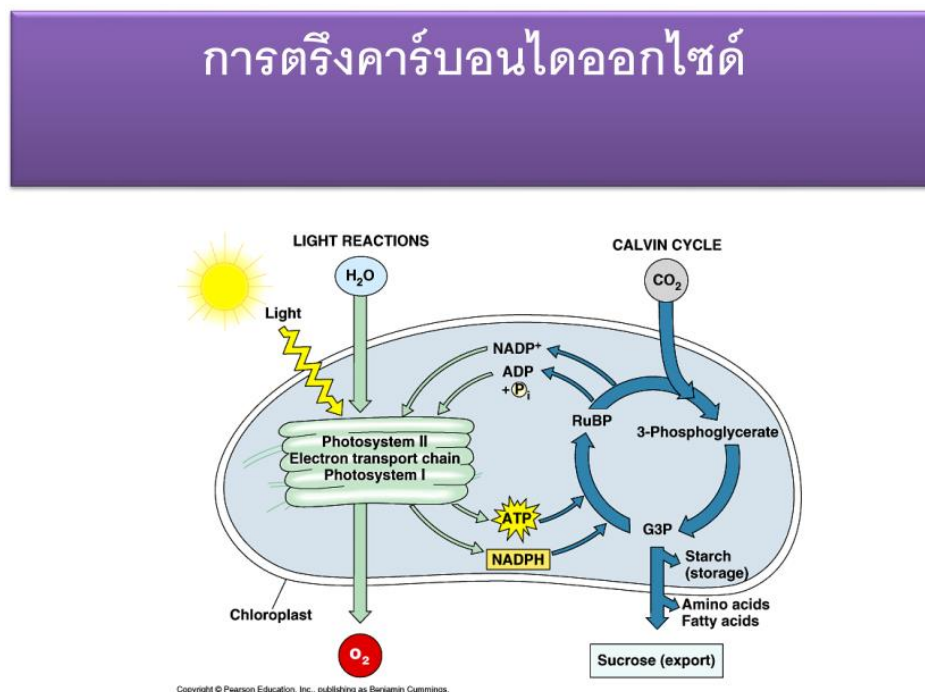 การตรึงคาร์บอนไดออกไซด์
LIGHT REACTIONS
H₂O
Light
CALVIN CYCLE
CO₂
NADP⁺
ADP
+ Pᵢ
RuBP
3-Phosphoglycerate
Photosystem II
Electron transport chain
Photosystem I
ATP
NADPH
G3P
Starch
(storage)
Amino acids
Fatty acids
Chloroplast
O₂
Sucrose (export)
Copyright © Pearson Education, Inc., publishing as Benjamin Cummings.